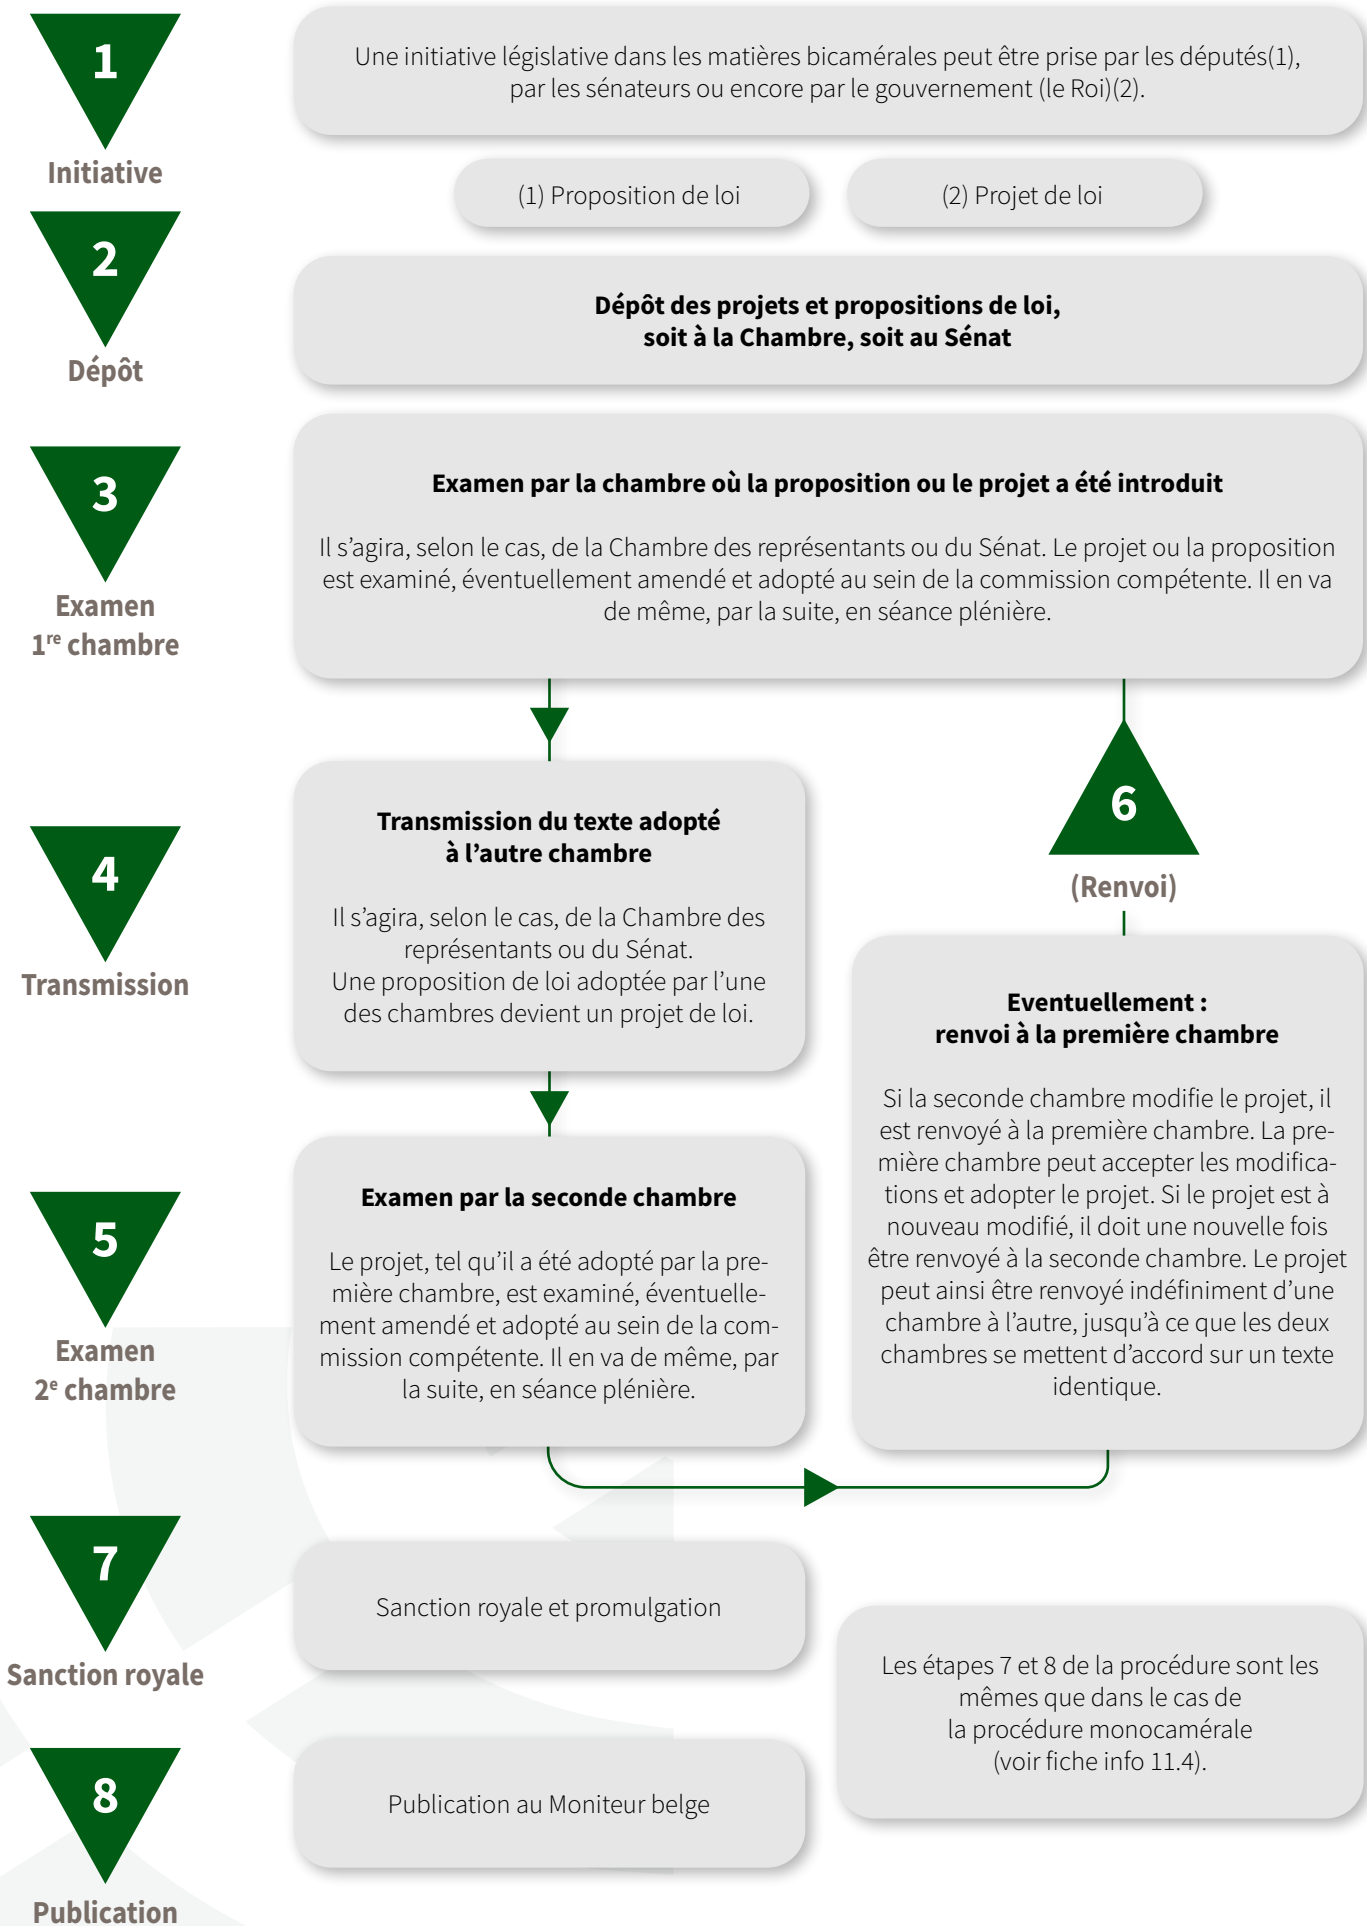 1
Initiative
Une initiative législative dans les matières bicamérales peut être prise par les députés(1),
par les sénateurs ou encore par le gouvernement (le Roi)(2).
(1) Proposition de loi
(2) Projet de loi
2
Dépôt
Dépôt des projets et propositions de loi,
soit à la Chambre, soit au Sénat
3
Examen
1re chambre
Examen par la chambre où la proposition ou le projet a été introduit
Il s’agira, selon le cas, de la Chambre des représentants ou du Sénat. Le projet ou la proposition
est examiné, éventuellement amendé et adopté au sein de la commission compétente. Il en va
de même, par la suite, en séance plénière.
4
Transmission
Transmission du texte adopté
à l’autre chambre
Il s’agira, selon le cas, de la Chambre des
représentants ou du Sénat.
Une proposition de loi adoptée par l’une
des chambres devient un projet de loi.
5
Examen
2e chambre
Examen par la seconde chambre
Le projet, tel qu’il a été adopté par la pre-
mière chambre, est examiné, éventuelle-
ment amendé et adopté au sein de la com-
mission compétente. Il en va de même, par
la suite, en séance plénière.
6
(Renvoi)
Eventuellement :
renvoi à la première chambre
Si la seconde chambre modifie le projet, il
est renvoyé à la première chambre. La pre-
mière chambre peut accepter les modifica-
tions et adopter le projet. Si le projet est à
nouveau modifié, il doit une nouvelle fois
être renvoyé à la seconde chambre. Le projet
peut ainsi être renvoyé indéfiniment d’une
chambre à l’autre, jusqu’à ce que les deux
chambres se mettent d’accord sur un texte
identique.
7
Sanction royale
Sanction royale et promulgation
Les étapes 7 et 8 de la procédure sont les
mêmes que dans le cas de
la procédure monocamérale
(voir fiche info 11.4).
8
Publication
Publication au Moniteur belge